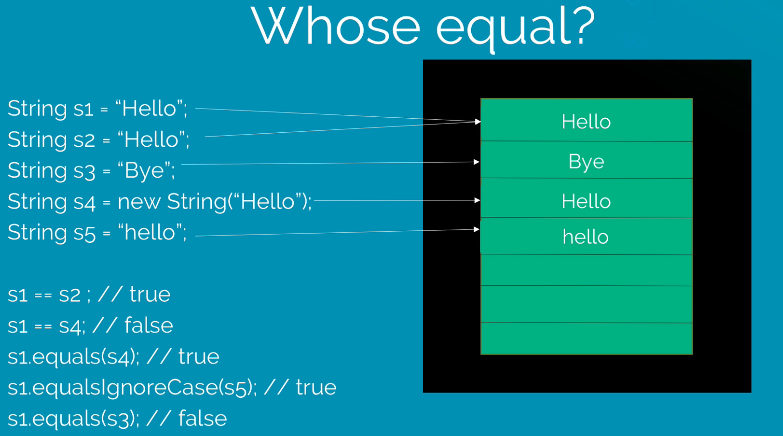 Whose equal?
String s1 = “Hello”;
String s2 = “Hello”;
String s3 = “Bye”;
String s4 = new String(“Hello”);
String s5 = “hello”;
s1 == s2 ; // true
s1 == s4; // false
s1.equals(s4); // true
s1.equalsIgnoreCase(s5); // true
s1.equals(s3); // false
Hello
Bye
Hello
hello